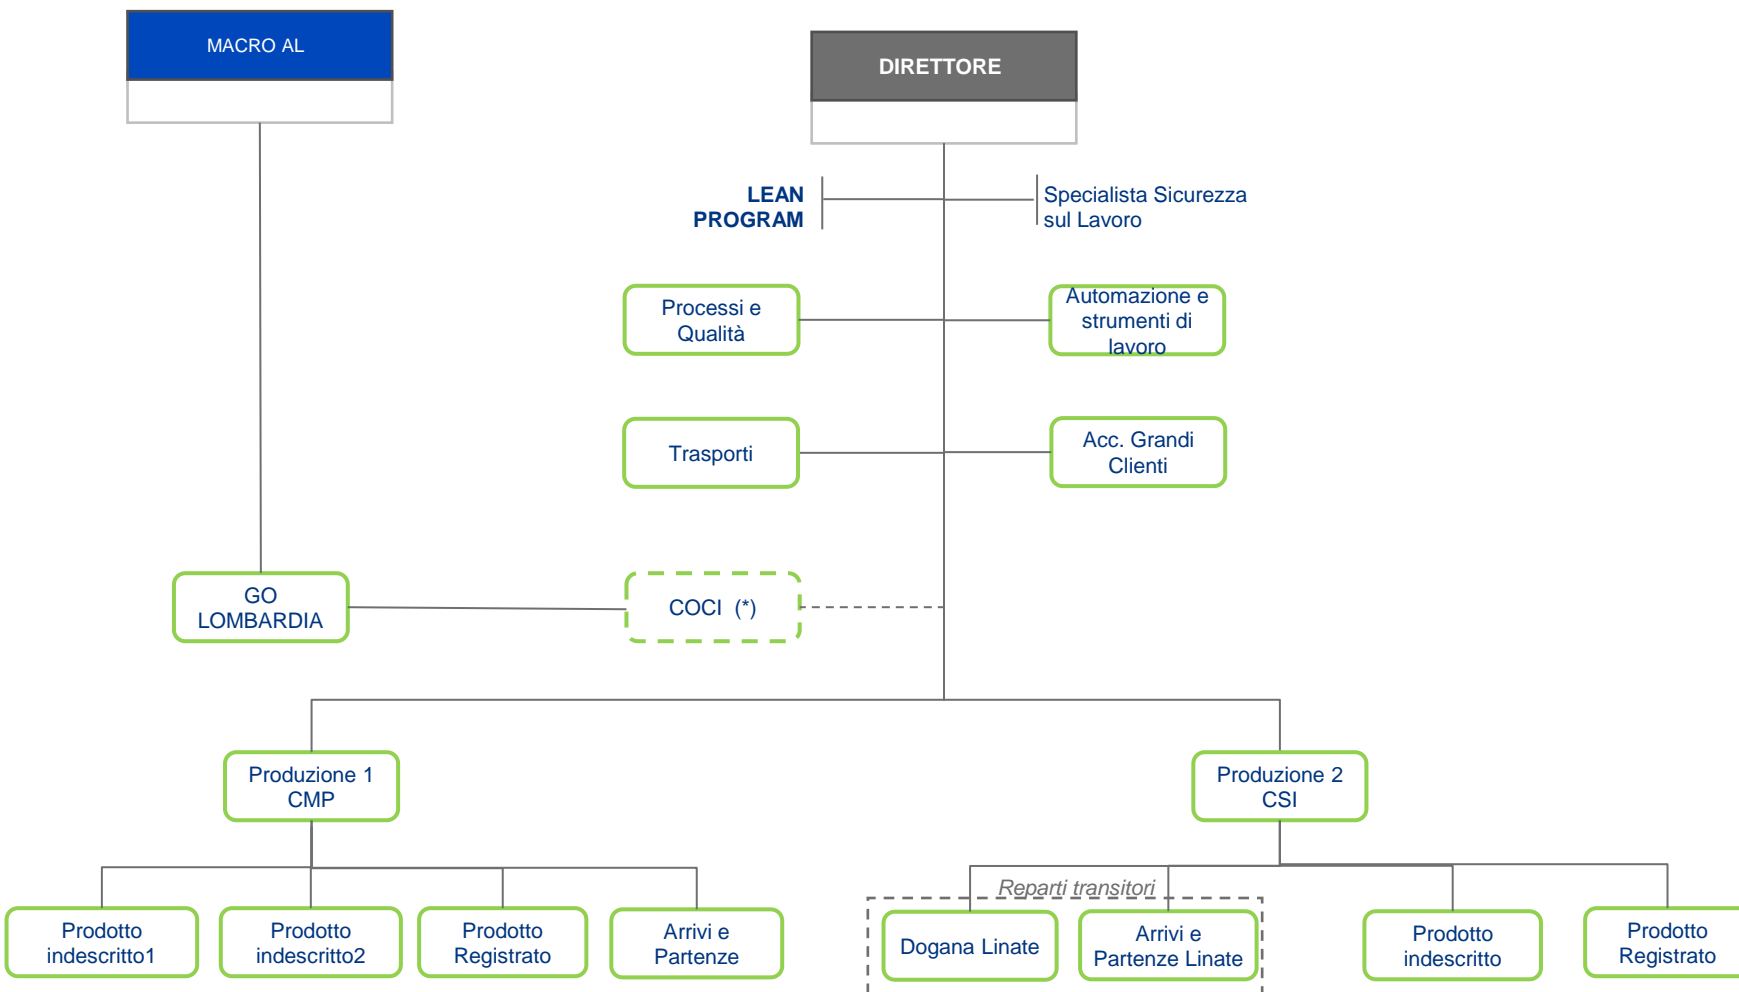 MACRO AL
DIRETTORE
LEAN
PROGRAM
Specialista Sicurezza
sul Lavoro
Processi e
Qualità
Automazione e
strumenti di
lavoro
Trasporti
Acc. Grandi
Clienti
GO
LOMBARDIA
COCI (*)
Produzione 1
CMP
Produzione 2
CSI
Reparti transitori
Prodotto
indescritto1
Prodotto
indescritto2
Prodotto
Registrato
Arrivi e
Partenze
Dogana Linate
Arrivi e
Partenze Linate
Prodotto
indescritto
Prodotto
Registrato